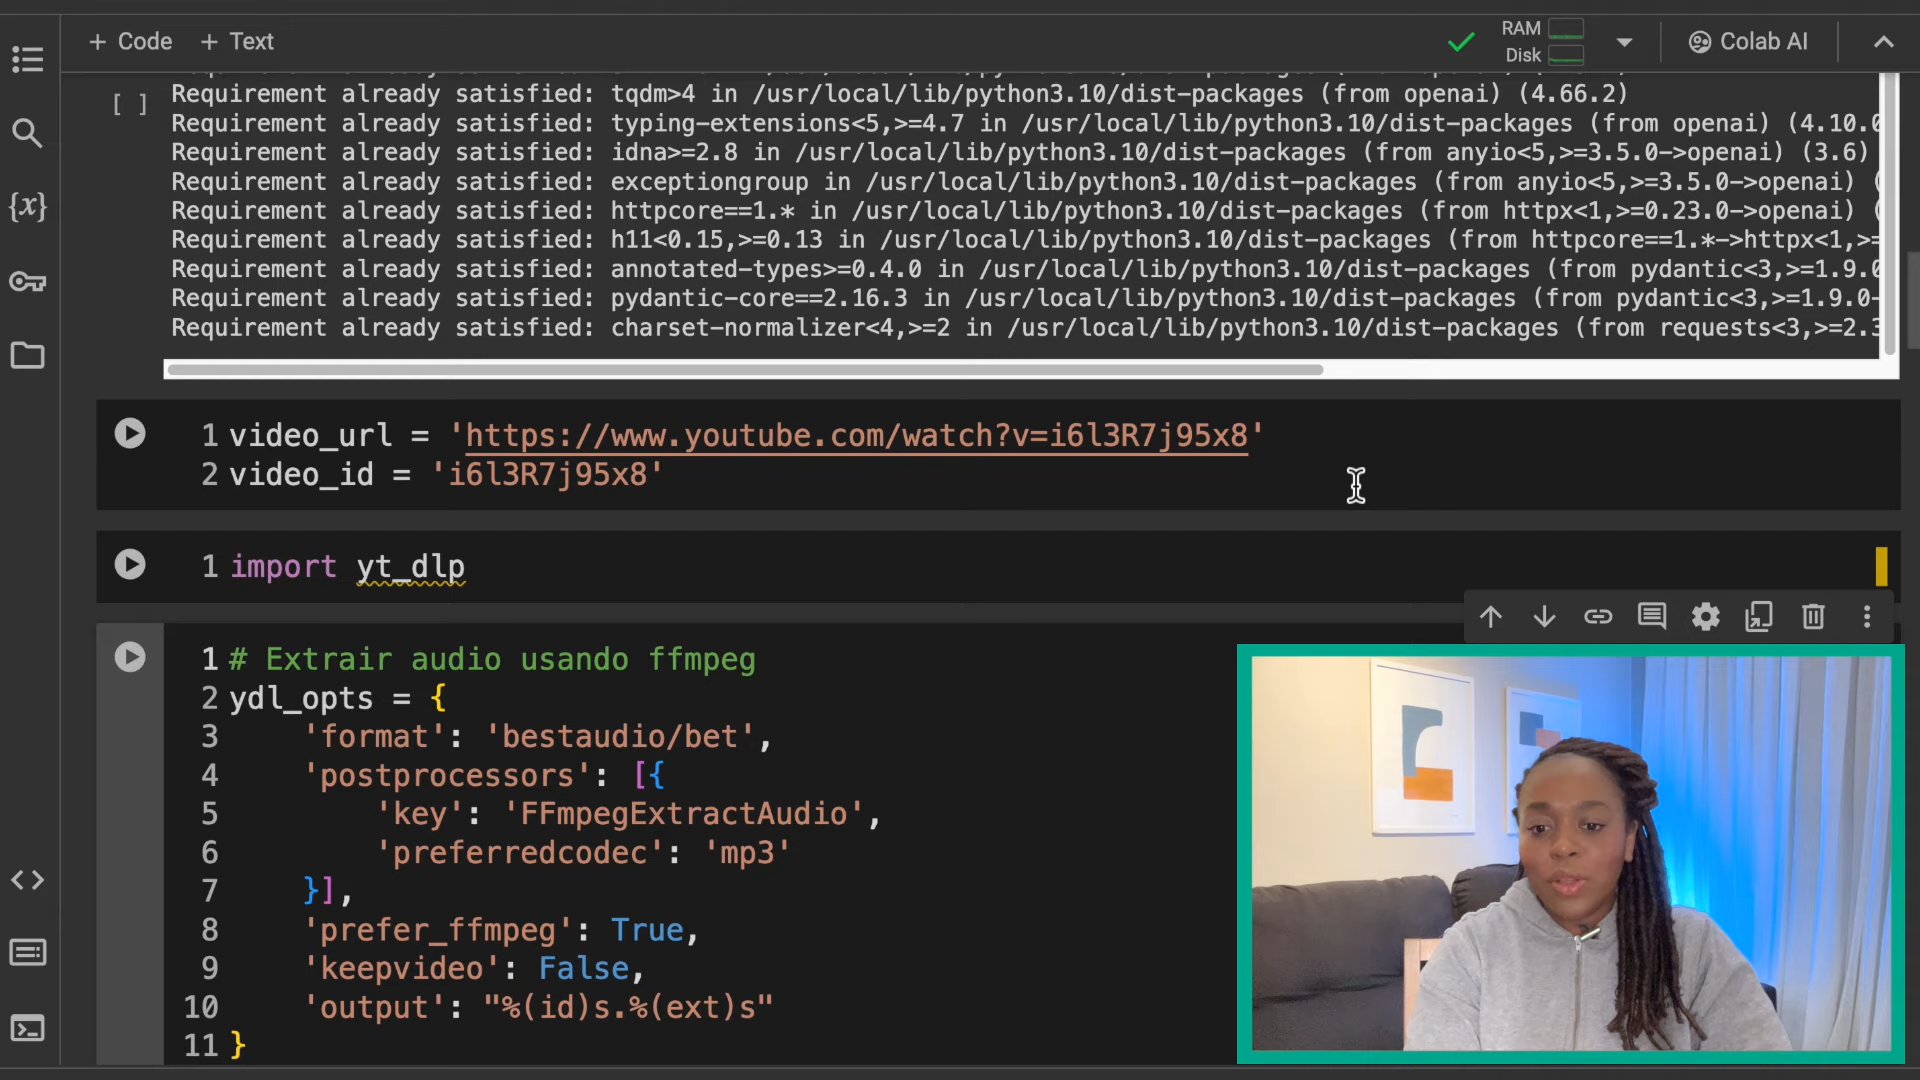 + Code + Text
RAM
Disk
Colab AI
[ ]
Requirement already satisfied: tqdm>4 in /usr/local/lib/python3.10/dist-packages (from openai) (4.66.2)
Requirement already satisfied: typing-extensions<5,>=4.7 in /usr/local/lib/python3.10/dist-packages (from openai) (4.10.0
Requirement already satisfied: idna>=2.8 in /usr/local/lib/python3.10/dist-packages (from anyio<5,>=3.5.0->openai) (3.6)
Requirement already satisfied: exceptiongroup in /usr/local/lib/python3.10/dist-packages (from anyio<5,>=3.5.0->openai) (
Requirement already satisfied: httpcore==1.* in /usr/local/lib/python3.10/dist-packages (from httpx<1,>=0.23.0->openai) (
Requirement already satisfied: h11<0.15,>=0.13 in /usr/local/lib/python3.10/dist-packages (from httpcore==1.*->httpx<1,>=
Requirement already satisfied: annotated-types>=0.4.0 in /usr/local/lib/python3.10/dist-packages (from pydantic<3,>=1.9.0
Requirement already satisfied: pydantic-core==2.16.3 in /usr/local/lib/python3.10/dist-packages (from pydantic<3,>=1.9.0-
Requirement already satisfied: charset-normalizer<4,>=2 in /usr/local/lib/python3.10/dist-packages (from requests<3,>=2.3
{x}
1 video_url = 'https://www.youtube.com/watch?v=i6l3R7j95x8'
2 video_id = 'i6l3R7j95x8'
1 import yt_dlp
1 # Extrair audio usando ffmpeg
2 ydl_opts = {
3 'format': 'bestaudio/bet',
4 'postprocessors': [{
5 'key': 'FFmpegExtractAudio',
6 'preferredcodec': 'mp3'
7 }],
8 'prefer_ffmpeg': True,
9 'keepvideo': False,
10 'output': "%(id)s.%(ext)s"
11 }